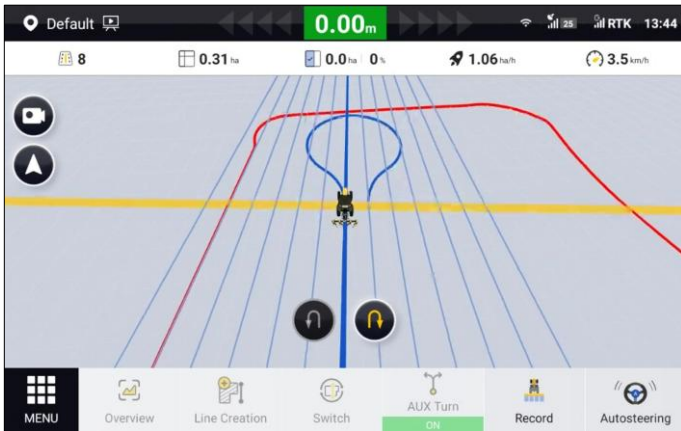 Default 0.00m 25 RTK 13:44
8 0.31 ha 0.0 ha 0 % 1.06 ha/h 3.5 km/h
MENU Overview Line Creation Switch AUX Turn Record Autosteering
ON